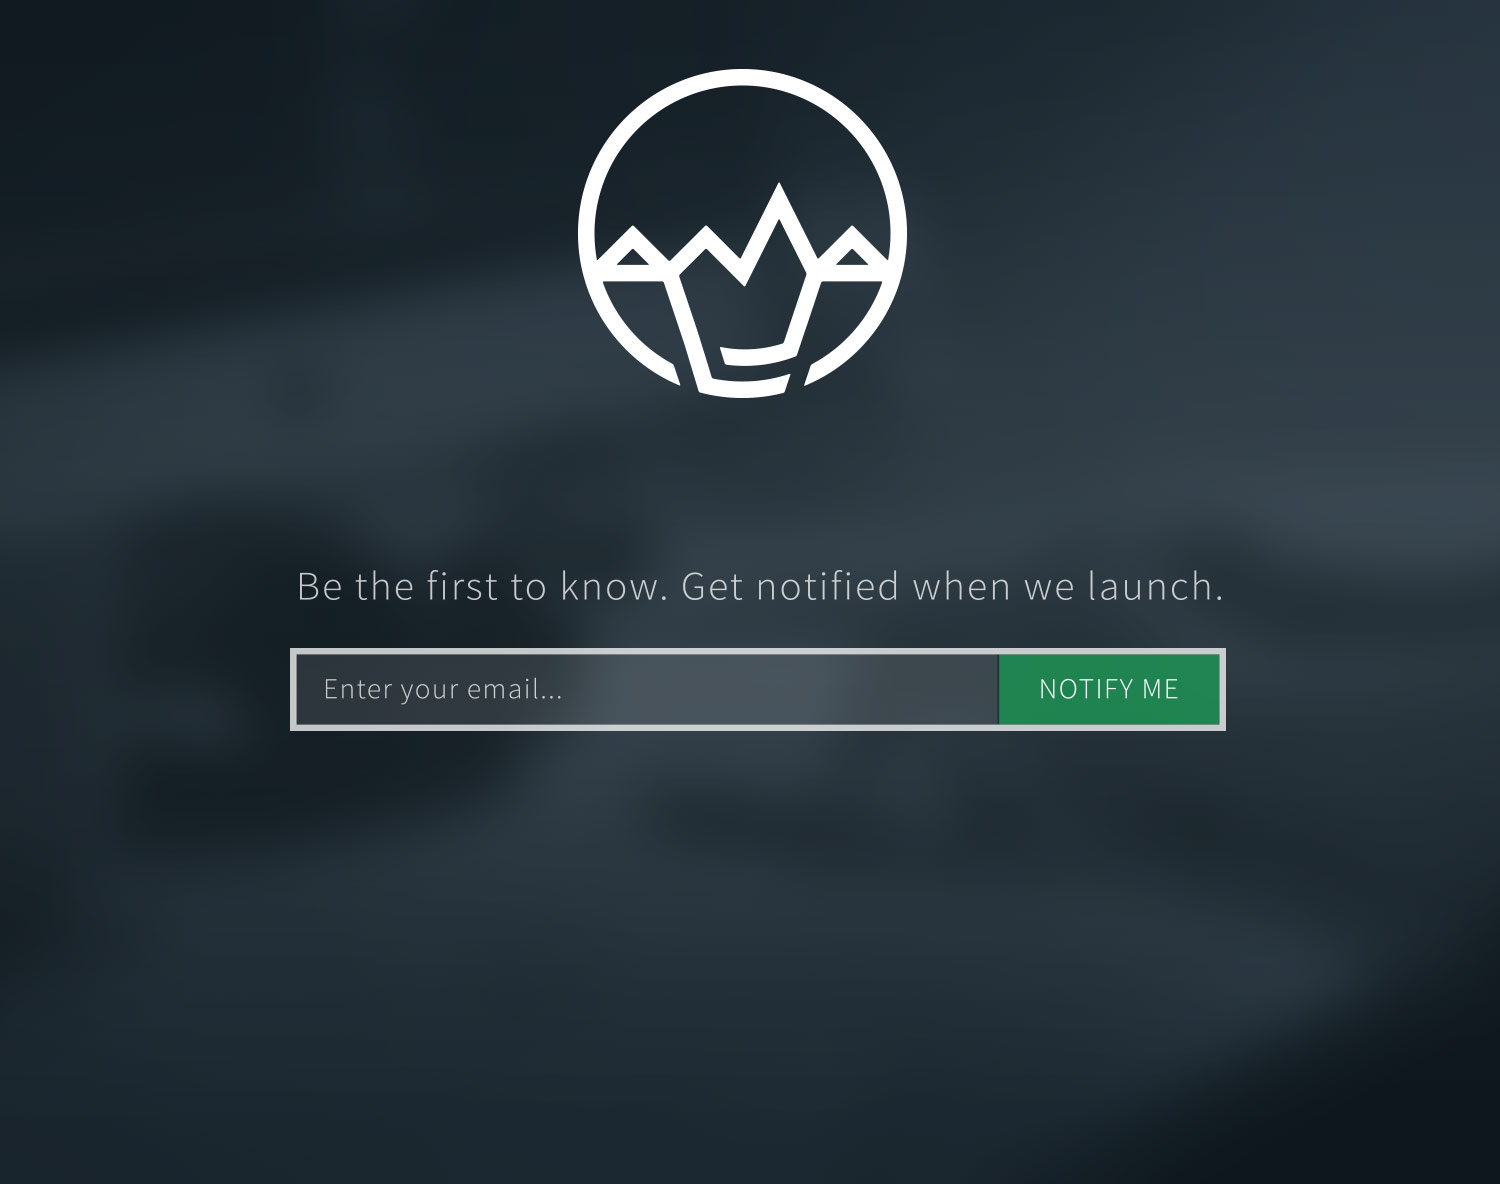 Be the first to know. Get notified when we launch.
Enter your email...
NOTIFY ME